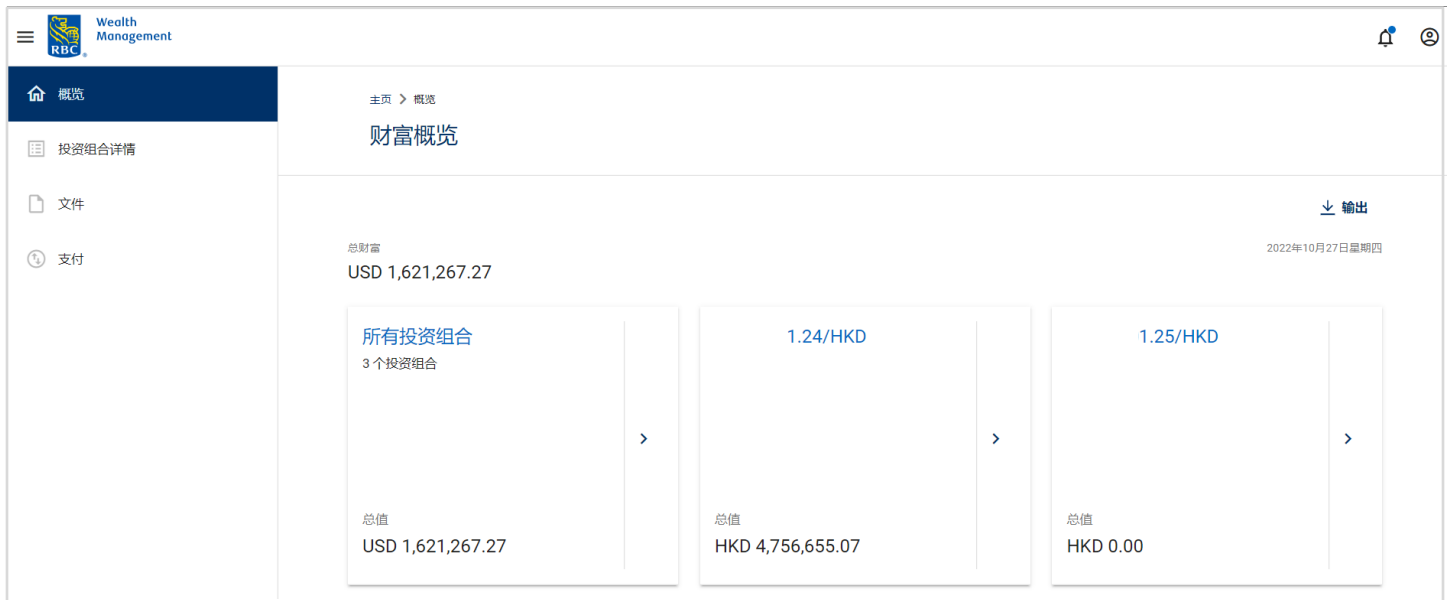 Wealth
Management
RBC
概览
投资组合详情
文件
支付
主页 > 概览
财富概览
输出
总财富
2022年10月27日星期四
USD 1,621,267.27
所有投资组合
3 个投资组合
总值
USD 1,621,267.27
1.24/HKD
总值
HKD 4,756,655.07
1.25/HKD
总值
HKD 0.00